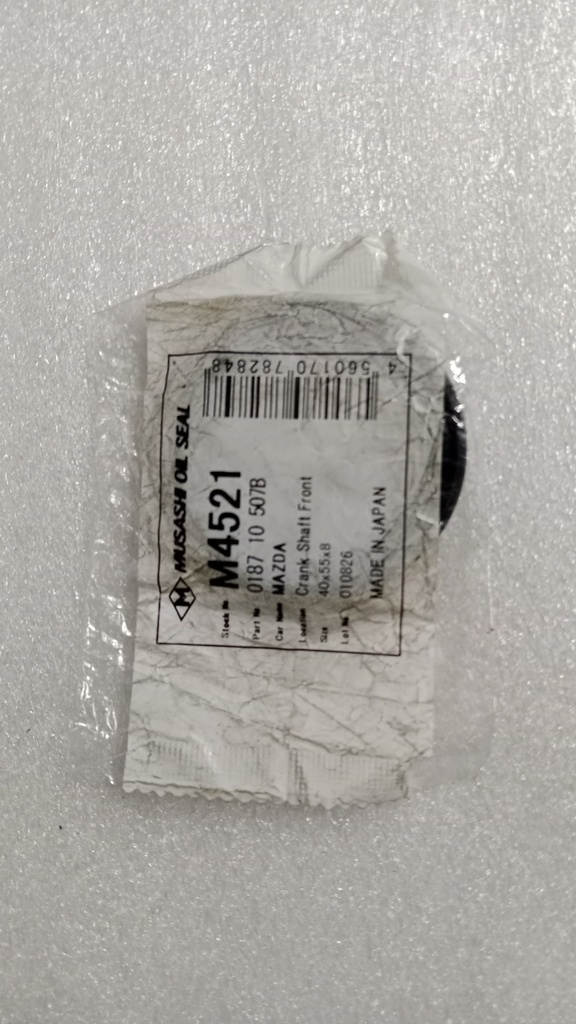 MUSASHI OIL SEAL
Stock No M4521
Part No 0187 10 507B
Car Name MAZDA
Location Crank Shaft Front
Size 40x55x8
Lot No 010826
MADE IN JAPAN
4 560170 782848